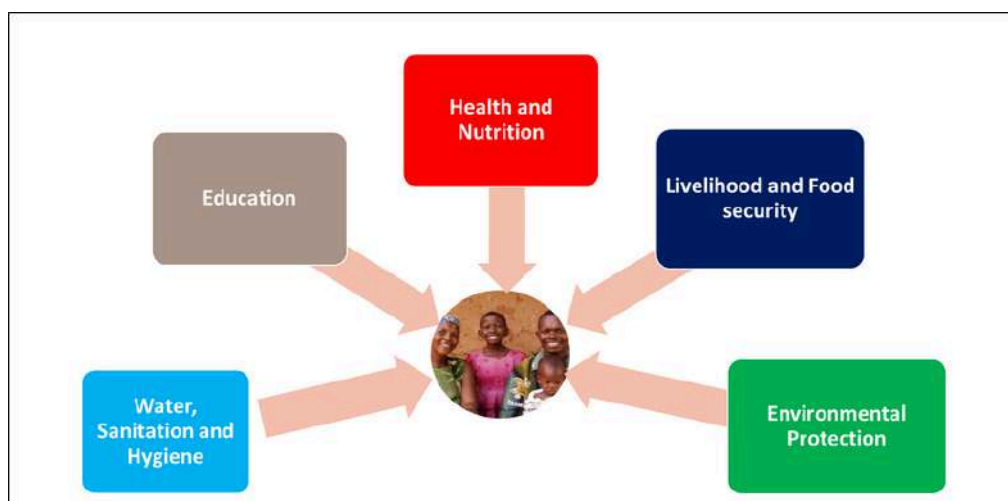 Health and
Nutrition
Education
Livelihood and Food
security
Water,
Sanitation and
Hygiene
Environmental
Protection